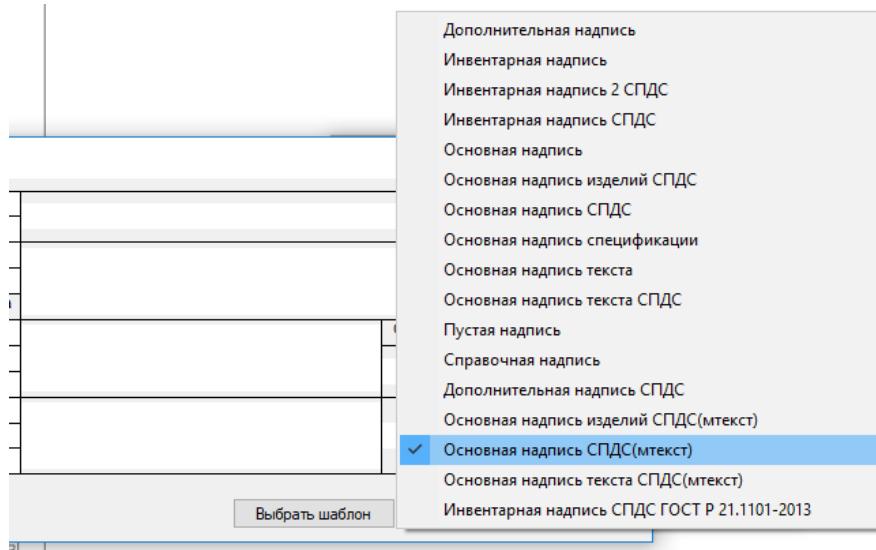 Дополнительная надпись
Инвентарная надпись
Инвентарная надпись 2 СПДС
Инвентарная надпись СПДС
Основная надпись
Основная надпись изделий СПДС
Основная надпись СПДС
Основная надпись спецификации
Основная надпись текста
Основная надпись текста СПДС
Пустая надпись
Справочная надпись
Дополнительная надпись СПДС
Основная надпись изделий СПДС(мтекст)
Основная надпись СПДС(мтекст)
Основная надпись текста СПДС(мтекст)
Инвентарная надпись СПДС ГОСТ Р 21.1101-2013
Выбрать шаблон